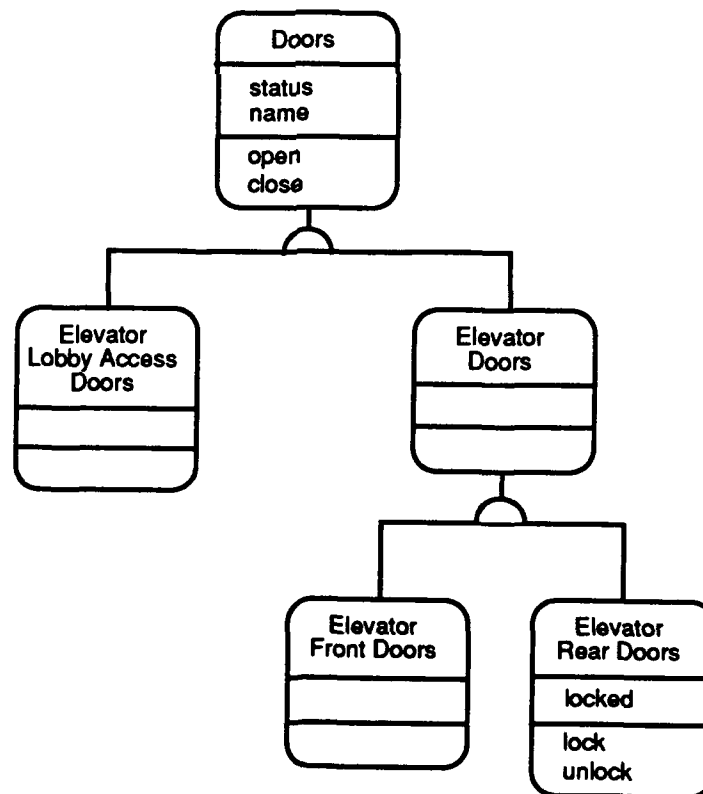 Doors
status
name
open
close
Elevator
Lobby Access
Doors
Elevator
Doors
Elevator
Front Doors
Elevator
Rear Doors
locked
lock
unlock